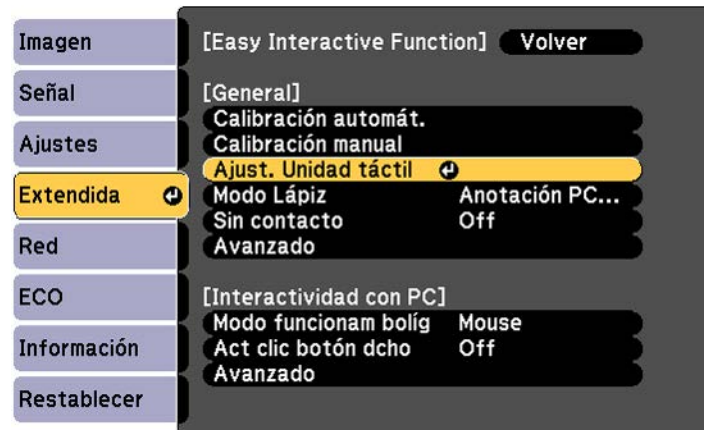 Imagen
Señal
Ajustes
Extendida
Red
ECO
Información
Restablecer
[Easy Interactive Function] Volver
[General]
Calibración automát.
Calibración manual
Ajust. Unidad táctil
Modo Lápiz Anotación PC...
Sin contacto Off
Avanzado
[Interactividad con PC]
Modo funcionam bolíg Mouse
Act clic botón dcho Off
Avanzado